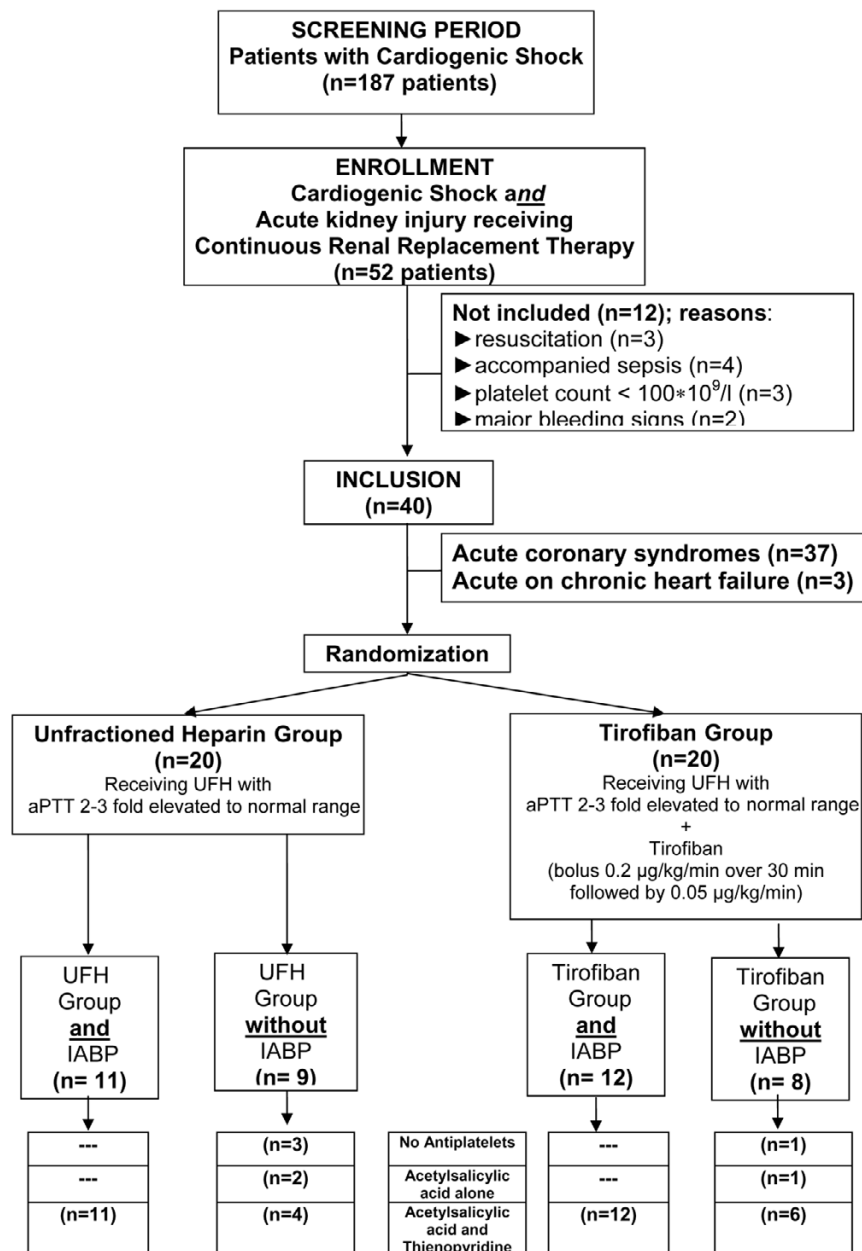 SCREENING PERIOD
Patients with Cardiogenic Shock
(n=187 patients)
ENROLLMENT
Cardiogenic Shock and
Acute kidney injury receiving
Continuous Renal Replacement Therapy
(n=52 patients)
Not included (n=12); reasons:
►resuscitation (n=3)
►accompanied sepsis (n=4)
►platelet count < 100*10⁹/l (n=3)
►major bleeding signs (n=2)
INCLUSION
(n=40)
Acute coronary syndromes (n=37)
Acute on chronic heart failure (n=3)
Randomization
Unfractioned Heparin Group
(n=20)
Receiving UFH with
aPTT 2-3 fold elevated to normal range
Tirofiban Group
(n=20)
Receiving UFH with
aPTT 2-3 fold elevated to normal range
+
Tirofiban
(bolus 0.2 µg/kg/min over 30 min
followed by 0.05 µg/kg/min)
UFH
Group
and
IABP
(n= 11)
UFH
Group
without
IABP
(n= 9)
Tirofiban
Group
and
IABP
(n= 12)
Tirofiban
Group
without
IABP
(n= 8)
--- (n=3) No Antiplatelets --- (n=1)
--- (n=2) Acetylsalicylic --- (n=1)
acid alone
(n=11) (n=4) Acetylsalicylic (n=12) (n=6)
acid and
Thienopyridine